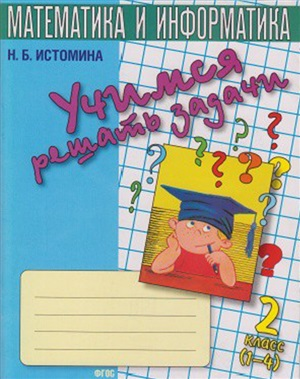 МАТЕМАТИКА И ИНФОРМАТИКА
Н. Б. ИСТОМИНА
Учимся
решать задачи
? ? ? ? ? ? ?
2
класс
(1–4)
ФГОС